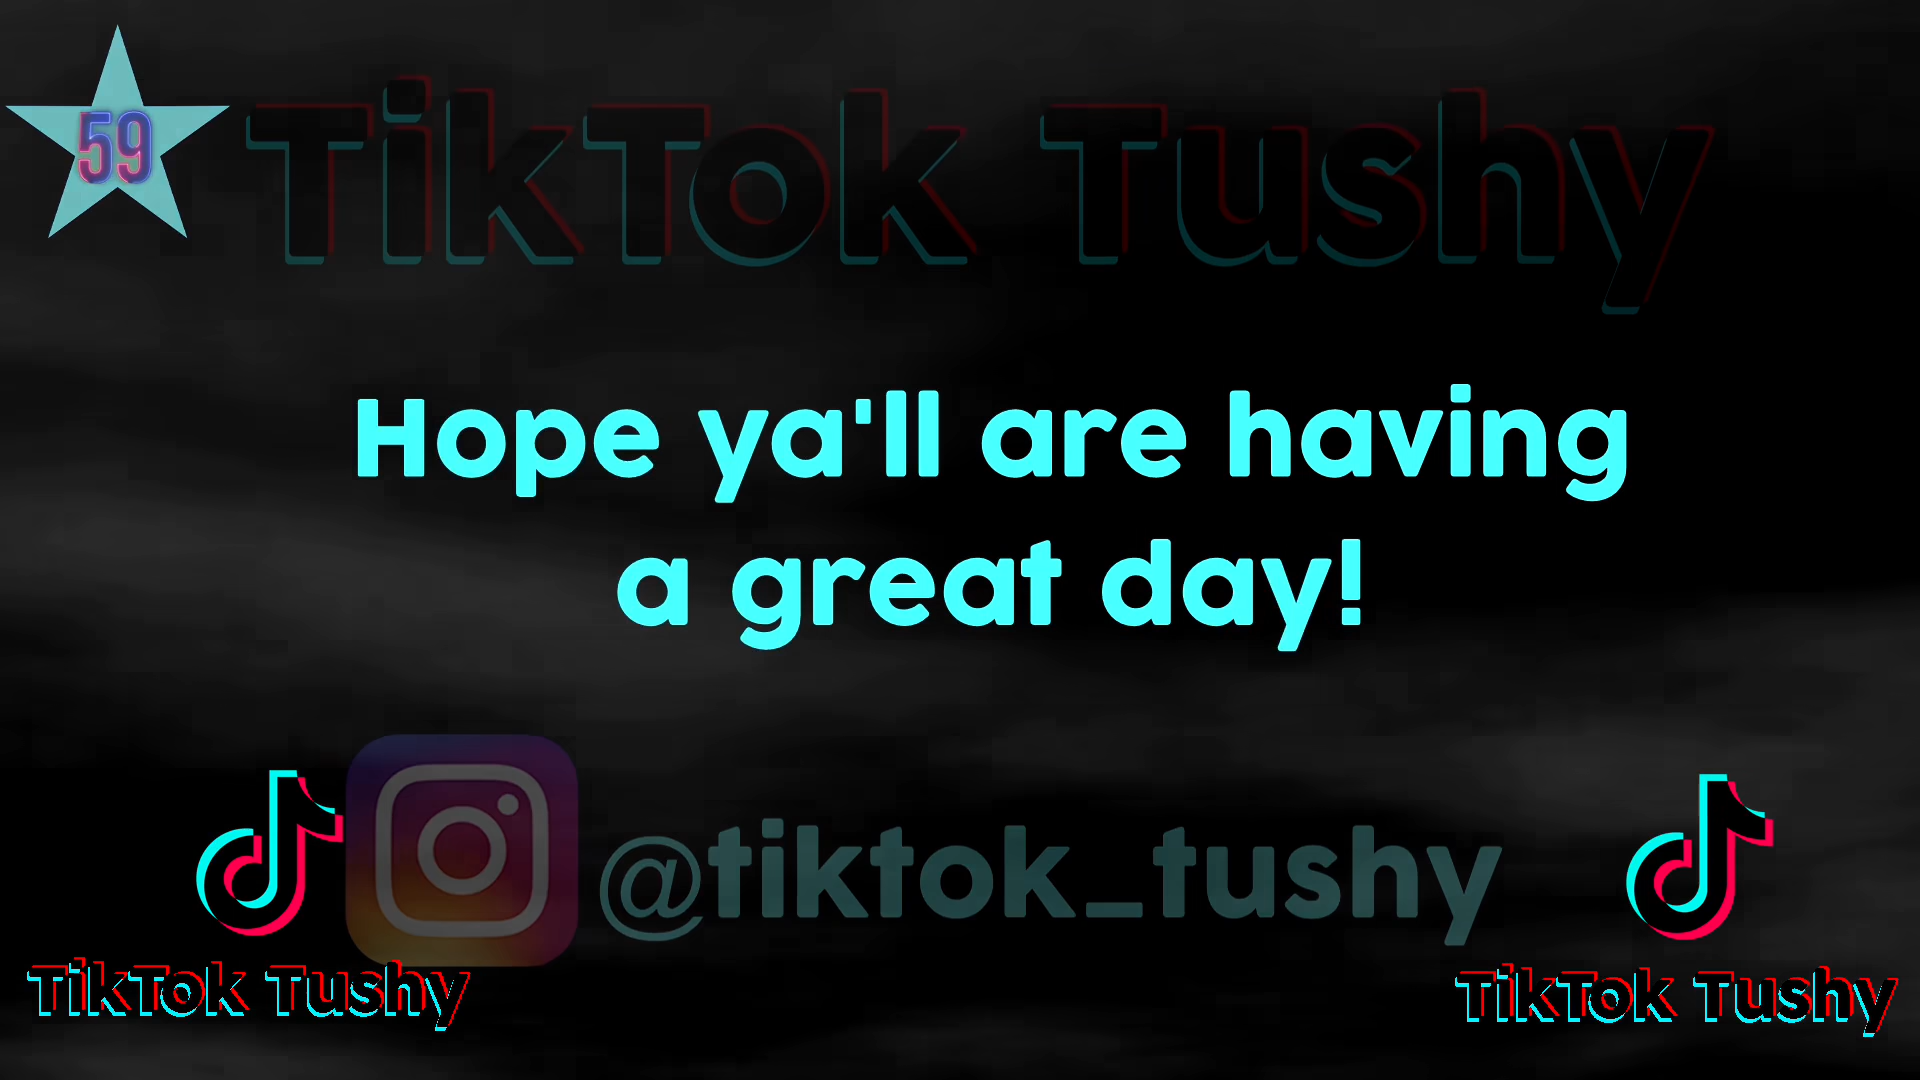 59
TikTok Tushy
Hope ya'll are having
a great day!
@tiktok_tushy
TikTok Tushy
TikTok Tushy